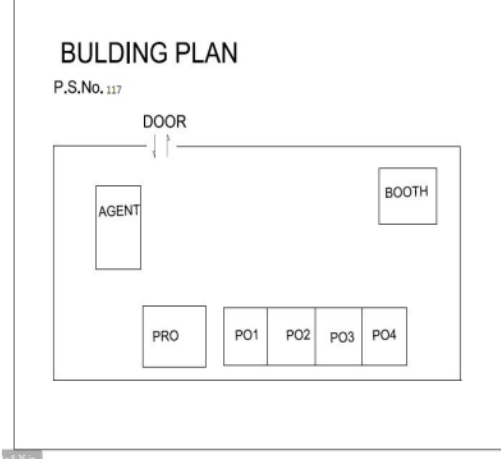 BULDING PLAN
P.S.No. 117
DOOR
AGENT
BOOTH
PRO
PO1
PO2
PO3
PO4